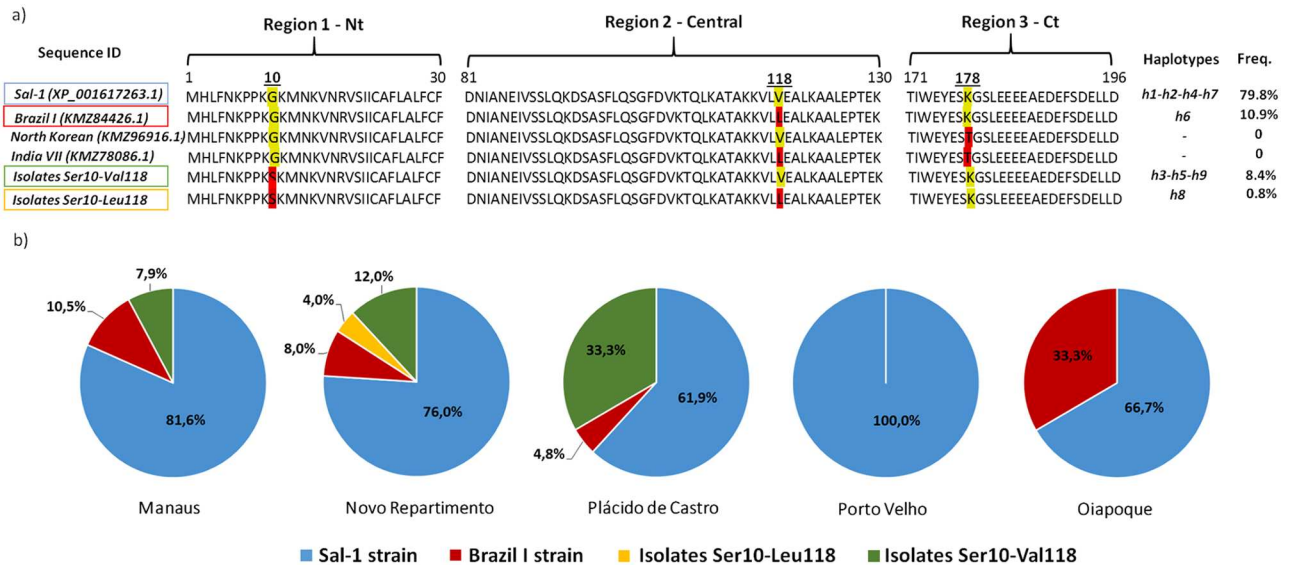 a)
Region 1 - Nt Region 2 - Central Region 3 - Ct
Sequence ID Haplotypes Freq.
1 10 30 81 118 130 171 178 196
Sal-1 (XP_001617263.1) MHLFNKPPKGKMNKVNRVSIICAFLALFCF DNIANEIVSSLQKDSASFLQSGFDVKTQLKATAKKVLVEALKAALEPTEK TIWEYESKGSLEEEEAEDEFSDELLD h1-h2-h4-h7 79.8%
Brazil I (KMZ84426.1) MHLFNKPPKGKMNKVNRVSIICAFLALFCF DNIANEIVSSLQKDSASFLQSGFDVKTQLKATAKKVLLEALKAALEPTEK TIWEYESKGSLEEEEAEDEFSDELLD h6 10.9%
North Korean (KMZ96916.1) MHLFNKPPKGKMNKVNRVSIICAFLALFCF DNIANEIVSSLQKDSASFLQSGFDVKTQLKATAKKVLVEALKAALEPTEK TIWEYESTGSLEEEEAEDEFSDELLD - 0
India VII (KMZ78086.1) MHLFNKPPKGKMNKVNRVSIICAFLALFCF DNIANEIVSSLQKDSASFLQSGFDVKTQLKATAKKVLLEALKAALEPTEK TIWEYESTGSLEEEEAEDEFSDELLD - 0
Isolates Ser10-Val118 MHLFNKPPKSKMNKVNRVSIICAFLALFCF DNIANEIVSSLQKDSASFLQSGFDVKTQLKATAKKVLVEALKAALEPTEK TIWEYESKGSLEEEEAEDEFSDELLD h3-h5-h9 8.4%
Isolates Ser10-Leu118 MHLFNKPPKSKMNKVNRVSIICAFLALFCF DNIANEIVSSLQKDSASFLQSGFDVKTQLKATAKKVLLEALKAALEPTEK TIWEYESKGSLEEEEAEDEFSDELLD h8 0.8%
b)
7,9%
10,5%
81,6%
Manaus
12,0%
4,0%
8,0%
76,0%
Novo Repartimento
33,3%
61,9%
4,8%
Plácido de Castro
100,0%
Porto Velho
33,3%
66,7%
Oiapoque
Sal-1 strain Brazil I strain Isolates Ser10-Leu118 Isolates Ser10-Val118